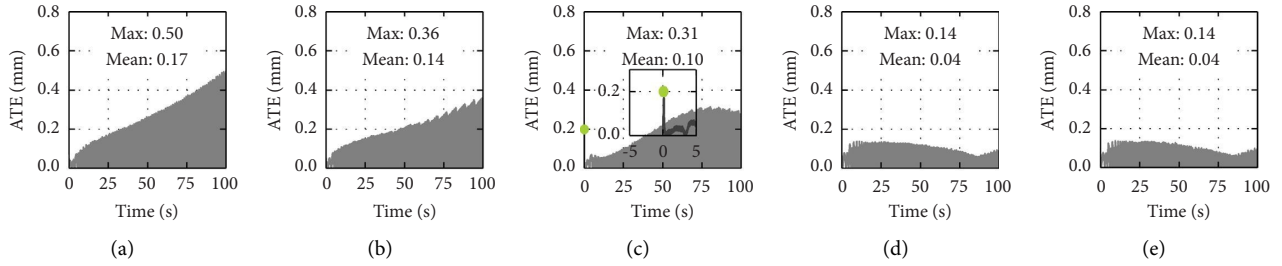 0.8
0.6
0.4
0.2
0.0
ATE (mm)
Max: 0.50
Mean: 0.17
0 25 50 75 100
Time (s)
(a)
0.8
0.6
0.4
0.2
0.0
ATE (mm)
Max: 0.36
Mean: 0.14
0 25 50 75 100
Time (s)
(b)
0.8
0.6
0.4
0.2
0.0
ATE (mm)
Max: 0.31
Mean: 0.10
0.2
0.0
-5 0 5
0 25 50 75 100
Time (s)
(c)
0.8
0.6
0.4
0.2
0.0
ATE (mm)
Max: 0.14
Mean: 0.04
0 25 50 75 100
Time (s)
(d)
0.8
0.6
0.4
0.2
0.0
ATE (mm)
Max: 0.14
Mean: 0.04
0 25 50 75 100
Time (s)
(e)